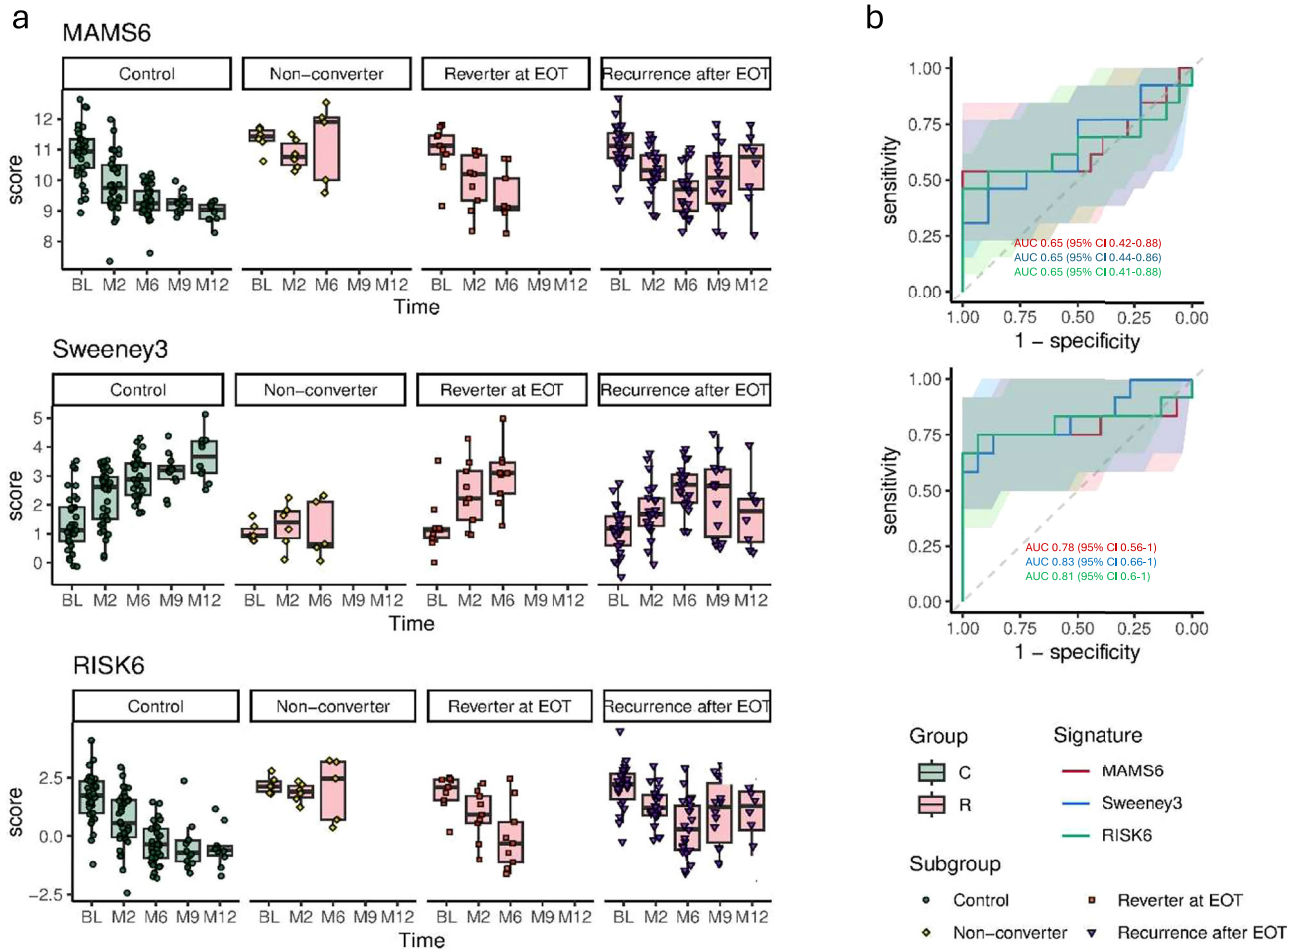 a
MAMS6
Control
Non−converter
Reverter at EOT
Recurrence after EOT
score
12
11
10
9
8
BL M2 M6 M9 M12
BL M2 M6 M9 M12
BL M2 M6 M9 M12
BL M2 M6 M9 M12
Time
Sweeney3
Control
Non−converter
Reverter at EOT
Recurrence after EOT
score
5
4
3
2
1
0
BL M2 M6 M9 M12
BL M2 M6 M9 M12
BL M2 M6 M9 M12
BL M2 M6 M9 M12
Time
RISK6
Control
Non−converter
Reverter at EOT
Recurrence after EOT
score
2.5
0.0
−2.5
BL M2 M6 M9 M12
BL M2 M6 M9 M12
BL M2 M6 M9 M12
BL M2 M6 M9 M12
Time
b
sensitivity
1.00
0.75
0.50
0.25
0.00
AUC 0.65 (95% CI 0.42-0.88)
AUC 0.65 (95% CI 0.44-0.86)
AUC 0.65 (95% CI 0.41-0.88)
1.00 0.75 0.50 0.25 0.00
1 − specificity
sensitivity
1.00
0.75
0.50
0.25
0.00
AUC 0.78 (95% CI 0.56-1)
AUC 0.83 (95% CI 0.66-1)
AUC 0.81 (95% CI 0.6-1)
1.00 0.75 0.50 0.25 0.00
1 − specificity
Group
C
R
Signature
MAMS6
Sweeney3
RISK6
Subgroup
Control
Non−converter
Reverter at EOT
Recurrence after EOT